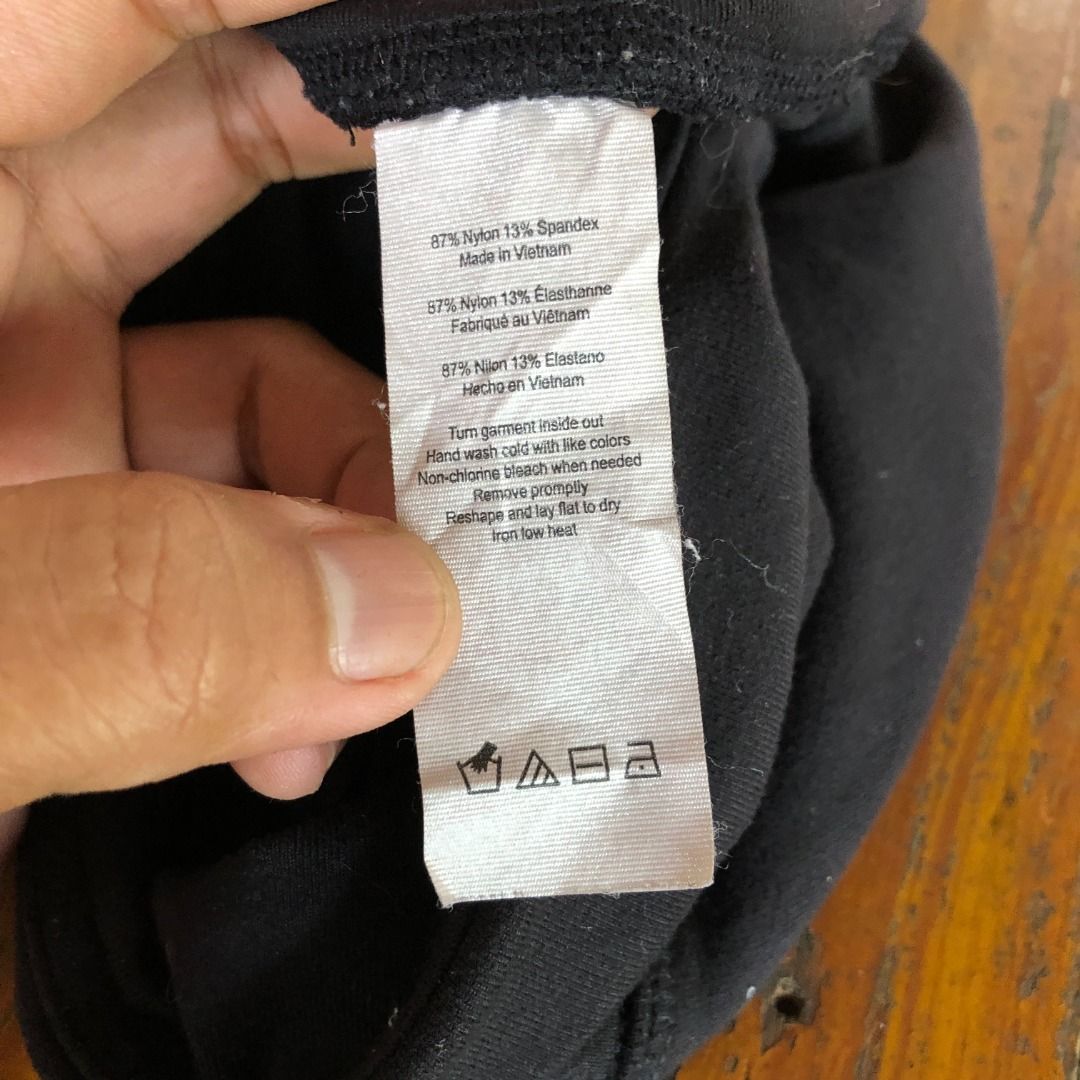 87% Nylon 13% Spandex
Made in Vietnam
87% Nylon 13% Élasthanne
Fabriqué au Viêtnam
87% Nilon 13% Elastano
Hecho en Vietnam
Turn garment inside out
Hand wash cold with like colors
Non-chlorine bleach when needed
Remove promptly
Reshape and lay flat to dry
Iron low heat